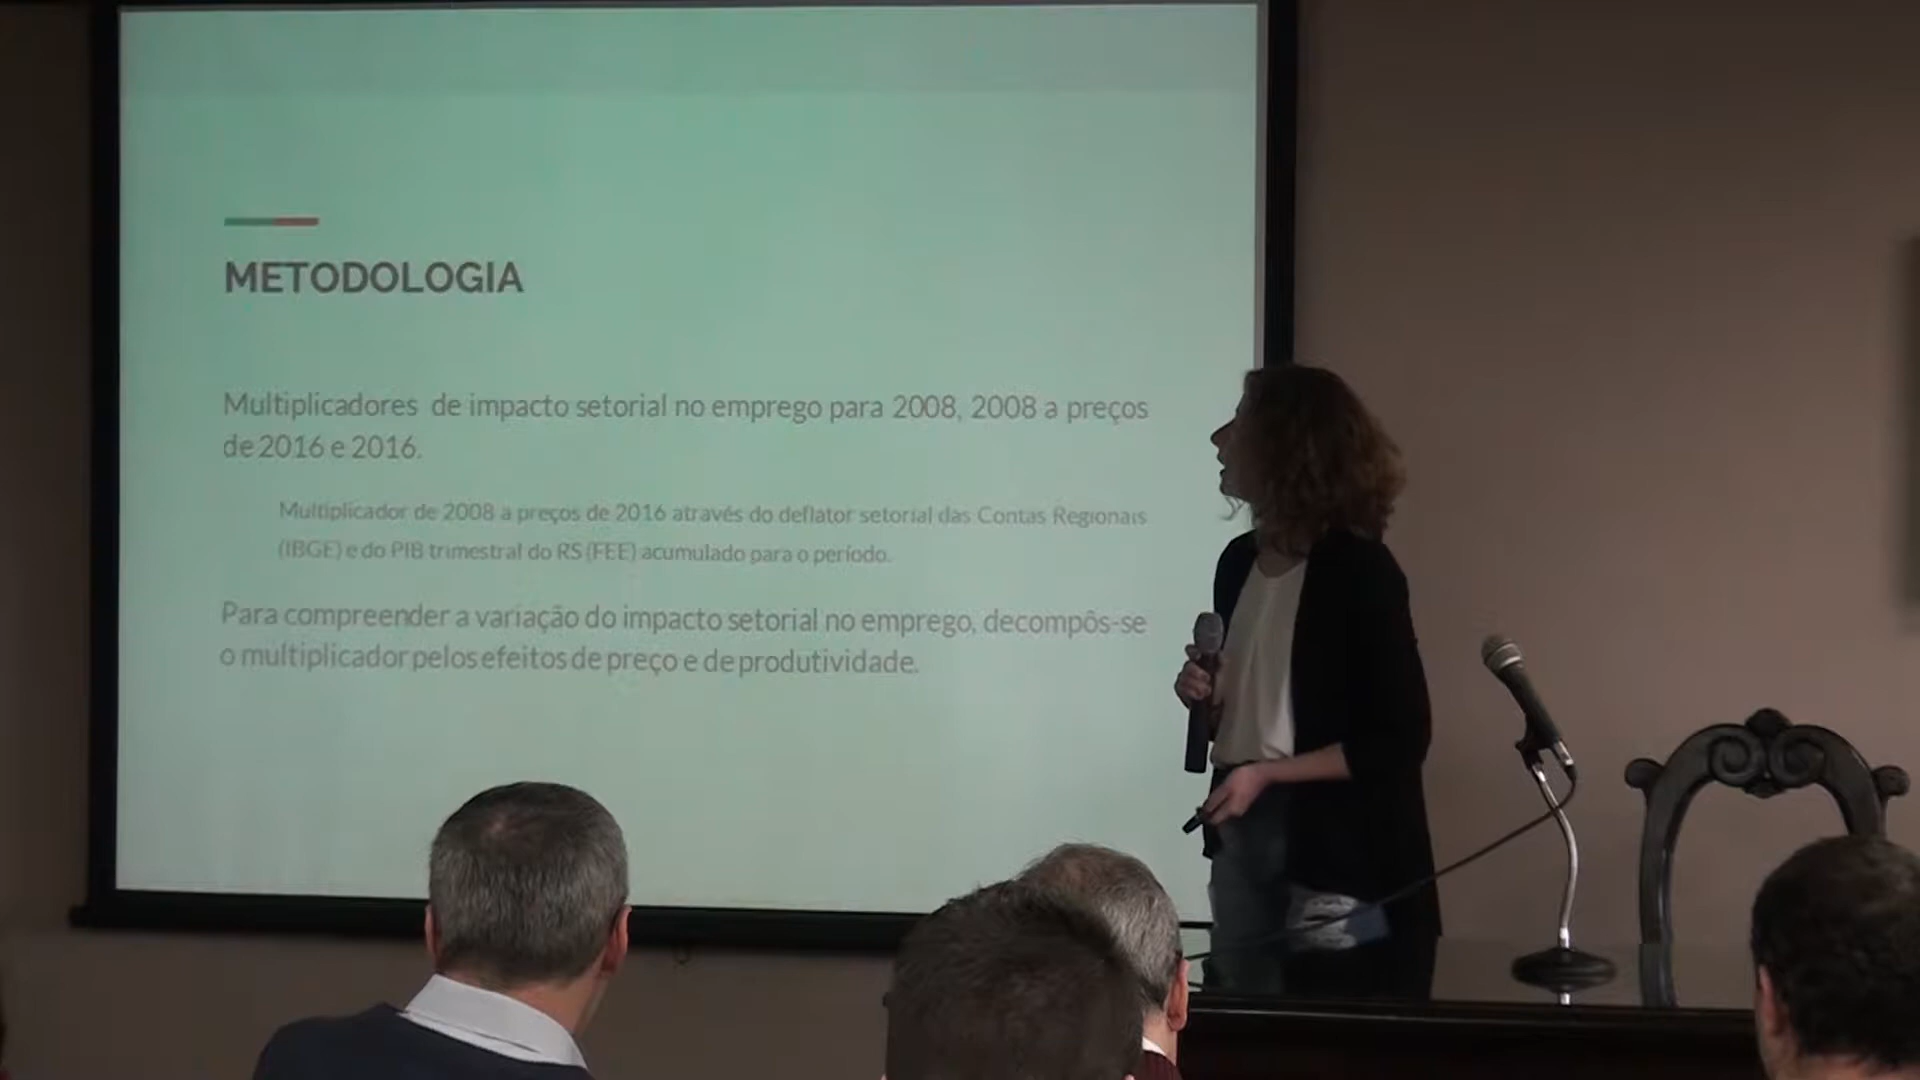 METODOLOGIA
Multiplicadores de impacto setorial no emprego para 2008, 2008 a preços
de 2016 e 2016.
Multiplicador de 2008 a preços de 2016 através do deflator setorial das Contas Regionais
(IBGE) e do PIB trimestral do RS (FEE) acumulado para o período.
Para compreender a variação do impacto setorial no emprego, decompôs-se
o multiplicador pelos efeitos de preço e de produtividade.